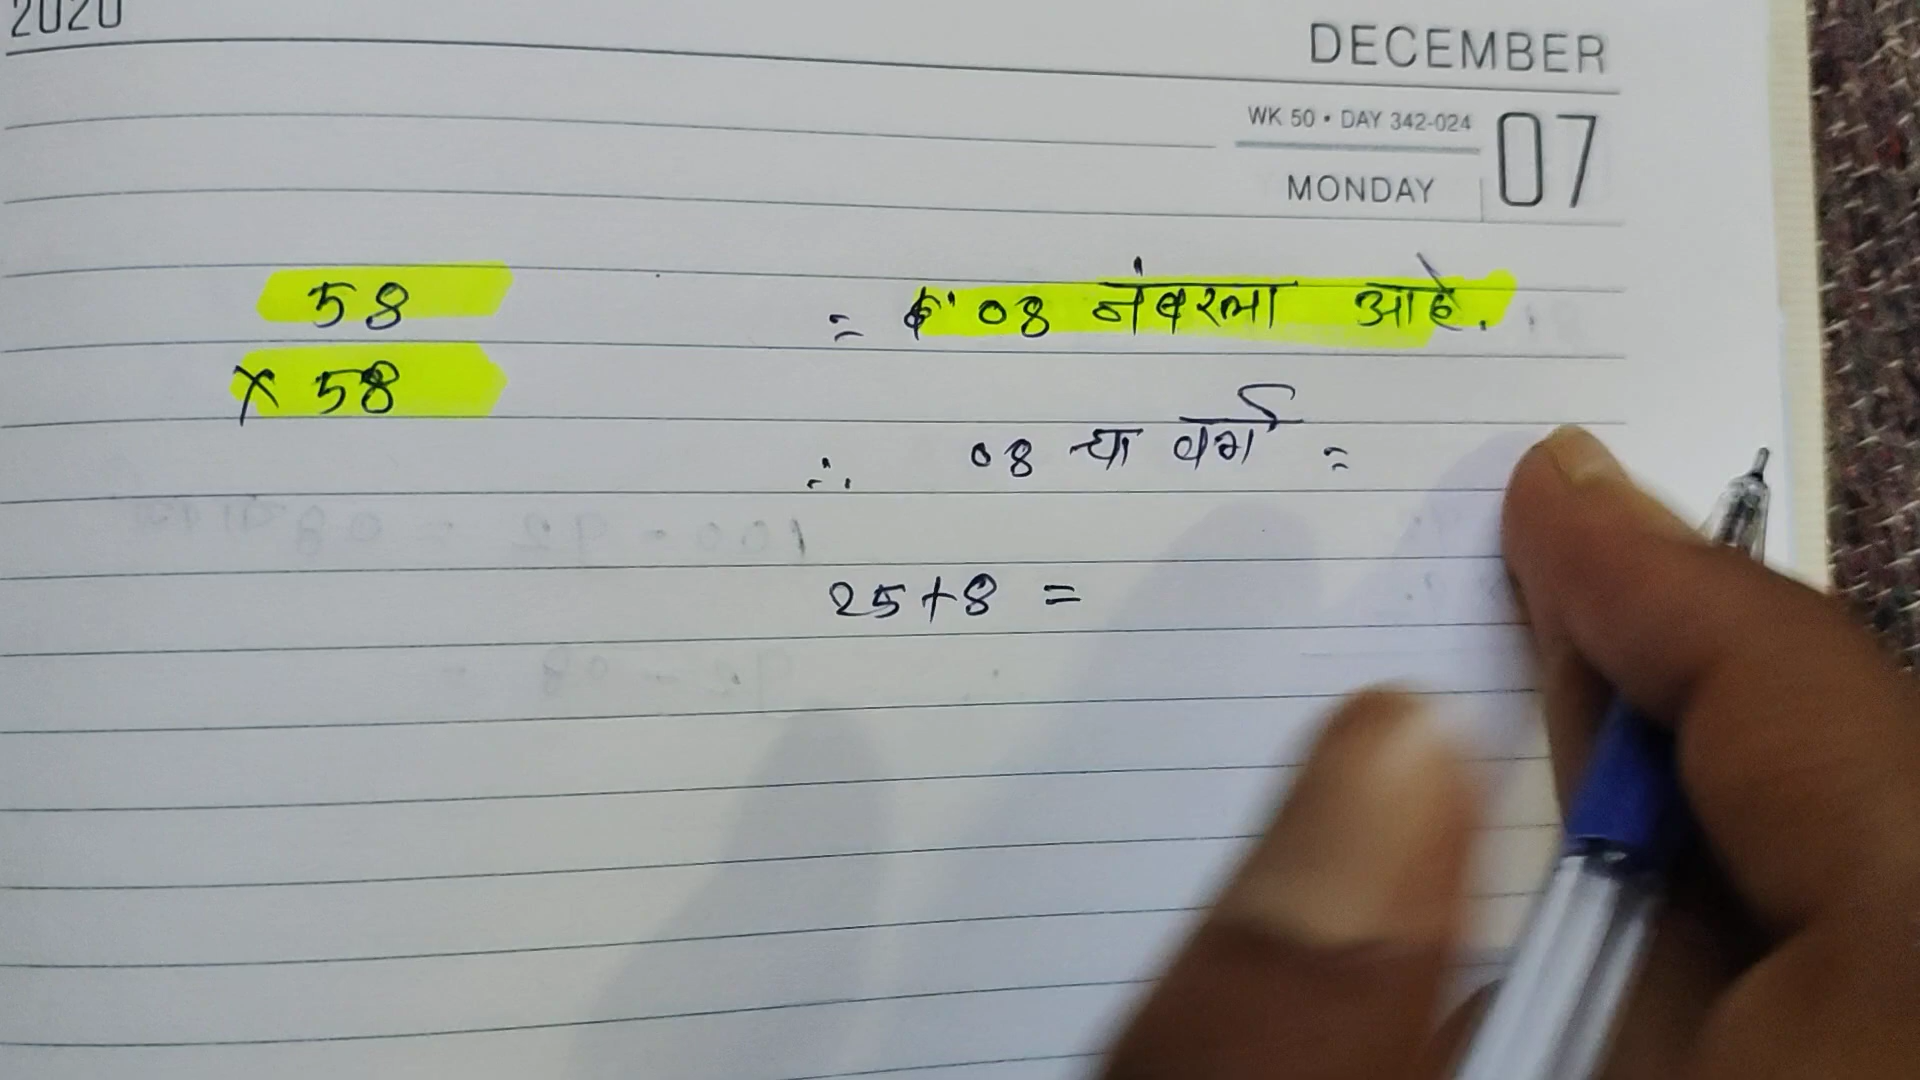 2020
DECEMBER
WK 50 • DAY 342-024
07
MONDAY
58
= 08 नंबरला आहे.
× 58
∴ 08 चा वर्ग =
25+8 =